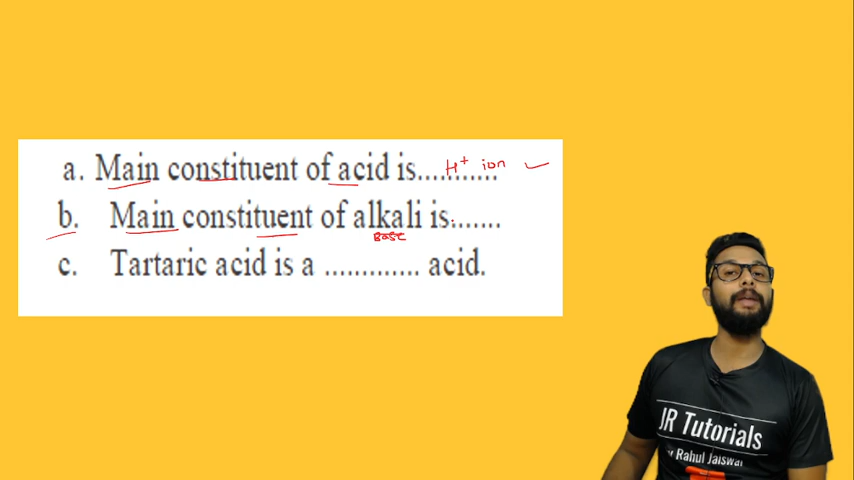 a. Main constituent of acid is........... H+ ion
b. Main constituent of alkali is........
Base
c. Tartaric acid is a ............. acid.
JR Tutorials
By Rahul Jaiswal